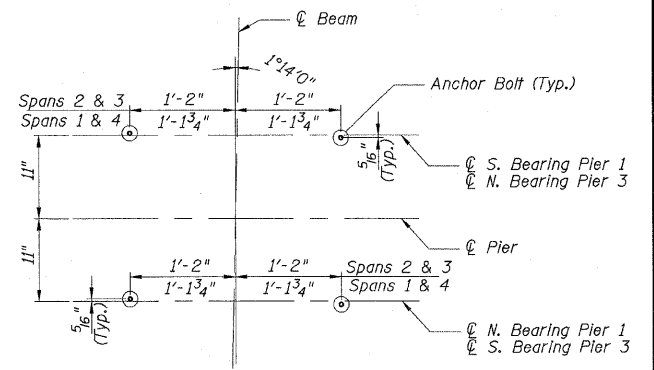 ℄ Beam
1°14'0"
Anchor Bolt (Typ.)
Spans 2 & 3
1'-2"
1'-2"
Spans 1 & 4
1'-1¾"
1'-1¾"
5/16"
(Typ.)
℄ S. Bearing Pier 1
℄ N. Bearing Pier 3
11"
℄ Pier
11"
1'-2"
1'-2"
Spans 2 & 3
1'-1¾"
1'-1¾"
Spans 1 & 4
5/16"
(Typ.)
℄ N. Bearing Pier 1
℄ S. Bearing Pier 3